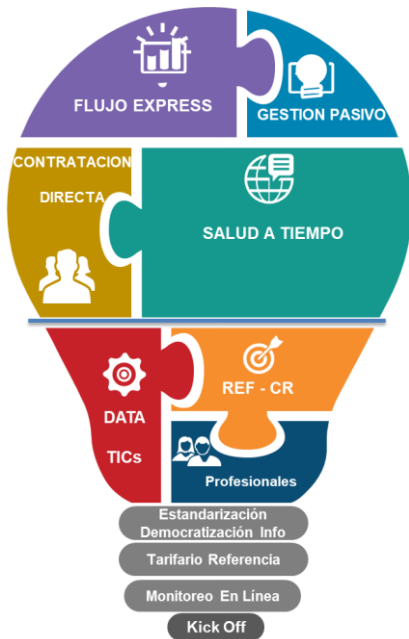 FLUJO EXPRESS
GESTION PASIVO
CONTRATACION
DIRECTA
SALUD A TIEMPO
DATA
TICs
REF - CR
Profesionales
Estandarización
Democratización Info
Tarifario Referencia
Monitoreo En Línea
Kick Off